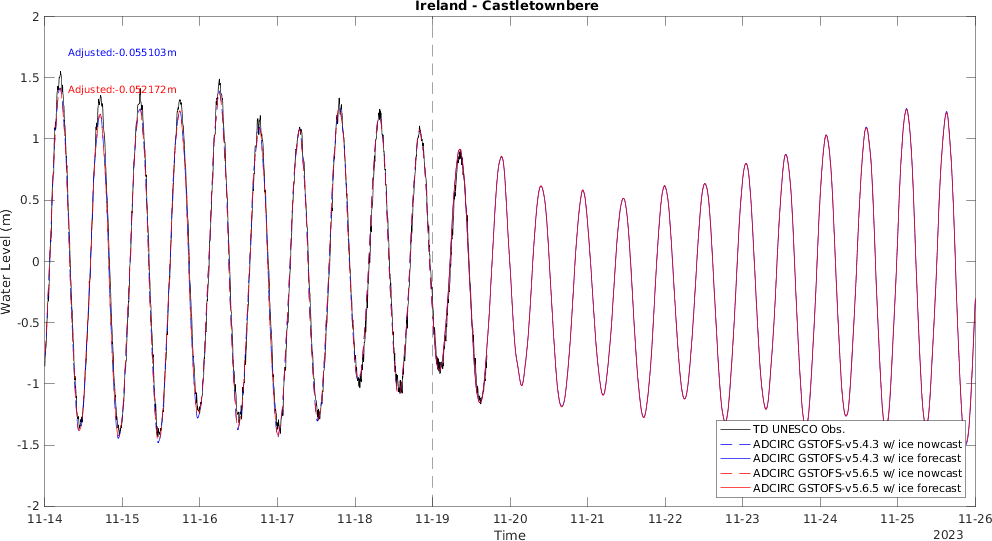 Ireland - Castletownbere
Adjusted:-0.055103m
Adjusted:-0.052172m
Water Level (m)
2
1.5
1
0.5
0
-0.5
-1
-1.5
-2
TD UNESCO Obs.
ADCIRC GSTOFS-v5.4.3 w/ ice nowcast
ADCIRC GSTOFS-v5.4.3 w/ ice forecast
ADCIRC GSTOFS-v5.6.5 w/ ice nowcast
ADCIRC GSTOFS-v5.6.5 w/ ice forecast
11-14 11-15 11-16 11-17 11-18 11-19 11-20 11-21 11-22 11-23 11-24 11-25 11-26
Time
2023